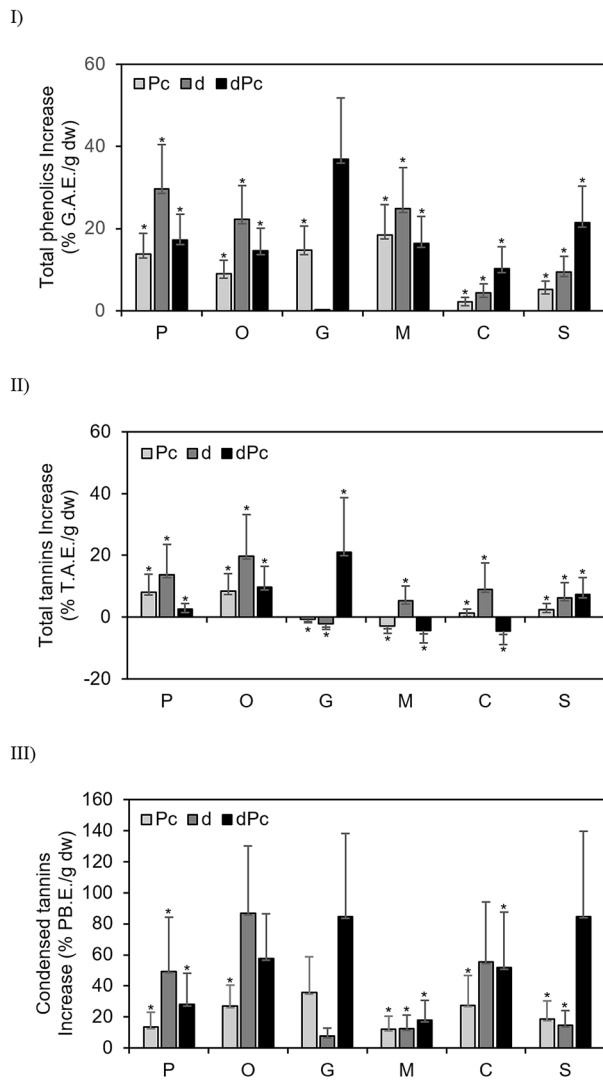 I)
Total phenolics Increase
(% G.A.E./g dw)
60
40
20
0
Pc d dPc
* * * * * * * * * * * * * * *
P O G M C S
II)
Total tannins Increase
(% T.A.E./g dw)
60
40
20
0
-20
Pc d dPc
* * * * * * * * * * * * * * * * * *
P O G M C S
III)
Condensed tannins
Increase (% PB.E./g dw)
160
140
120
100
80
60
40
20
0
Pc d dPc
* * * * * * * * * * *
P O G M C S